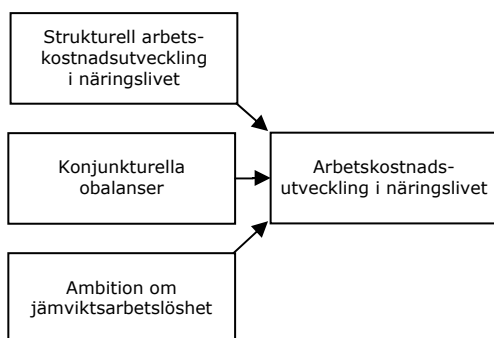 Strukturell arbets-
kostnadsutveckling
i näringslivet
Konjunkturella
obalanser
Arbetskostnads-
utveckling i näringslivet
Ambition om
jämviktsarbetslöshet